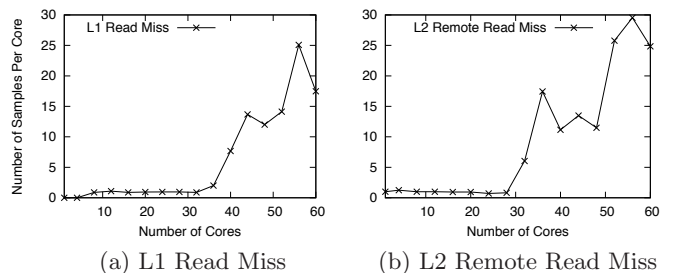 Number of Samples Per Core
30
25
20
15
10
5
0
L1 Read Miss
10 20 30 40 50 60
Number of Cores
(a) L1 Read Miss
30
25
20
15
10
5
0
L2 Remote Read Miss
10 20 30 40 50 60
Number of Cores
(b) L2 Remote Read Miss